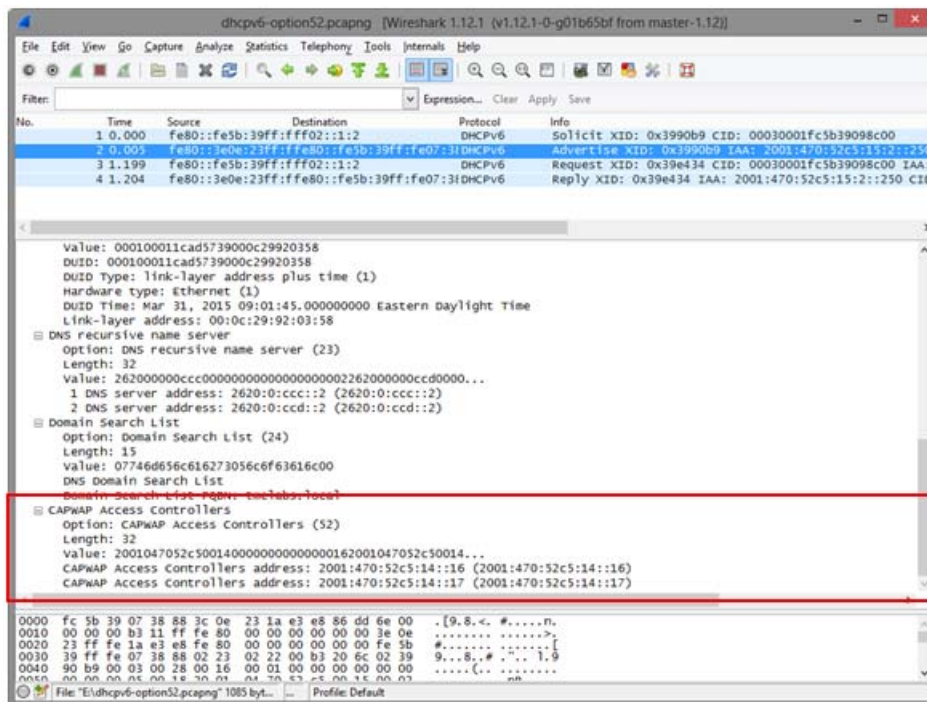 dhcpv6-option52.pcapng [Wireshark 1.12.1 (v1.12.1-0-g01b65bf from master-1.12)]
File Edit View Go Capture Analyze Statistics Telephony Tools Internals Help
Filter: Expression... Clear Apply Save
No. Time Source Destination Protocol Info
1 0.000 fe80::fe5b:39ff:fff02::1:2 DHCPv6 Solicit XID: 0x3990b9 CID: 00030001fc5b39098c00
2 0.005 fe80::3e0e:23ff:ffe80::fe5b:39ff:fe07:38 DHCPv6 Advertise XID: 0x3990b9 IAA: 2001:470:52c5:15:2::250
3 1.199 fe80::fe5b:39ff:fff02::1:2 DHCPv6 Request XID: 0x39e434 CID: 00030001fc5b39098c00 IAA
4 1.204 fe80::3e0e:23ff:ffe80::fe5b:39ff:fe07:38 DHCPv6 Reply XID: 0x39e434 IAA: 2001:470:52c5:15:2::250 CID
Value: 000100011cad5739000c29920358
DUID: 000100011cad5739000c29920358
DUID Type: link-layer address plus time (1)
Hardware type: Ethernet (1)
DUID Time: Mar 31, 2015 09:01:45.000000000 Eastern Daylight Time
Link-layer address: 00:0c:29:92:03:58
DNS recursive name server
Option: DNS recursive name server (23)
Length: 32
Value: 262000000ccc00000000000000000002262000000ccd0000...
1 DNS server address: 2620:0:ccc::2 (2620:0:ccc::2)
2 DNS server address: 2620:0:ccd::2 (2620:0:ccd::2)
Domain Search List
Option: Domain Search List (24)
Length: 15
Value: 07746d656c616273056c6f63616c00
DNS Domain Search List
Domain Search List FQDN: tmelabs.local
CAPWAP Access Controllers
Option: CAPWAP Access Controllers (52)
Length: 32
Value: 2001047052c500140000000000000016200104705​2c50014...
CAPWAP Access Controllers address: 2001:470:52c5:14::16 (2001:470:52c5:14::16)
CAPWAP Access Controllers address: 2001:470:52c5:14::17 (2001:470:52c5:14::17)
0000 fc 5b 39 07 38 88 3c 0e 23 1a e3 e8 86 dd 6e 00 .[9.8.<. #.....n.
0010 00 00 00 b3 11 ff fe 80 00 00 00 00 00 00 3e 0e ........ ......>.
0020 23 ff fe 1a e3 e8 fe 80 00 00 00 00 00 00 fe 5b #....... .......[
0030 39 ff fe 07 38 88 02 23 02 22 00 b3 20 6c 02 39 9...8..# .".. l.9
0040 90 b9 00 03 00 28 00 16 00 01 00 00 00 00 00 00 .....(.. ........
File: "E:\dhcpv6-option52.pcapng" 1085 byt... ... Profile: Default